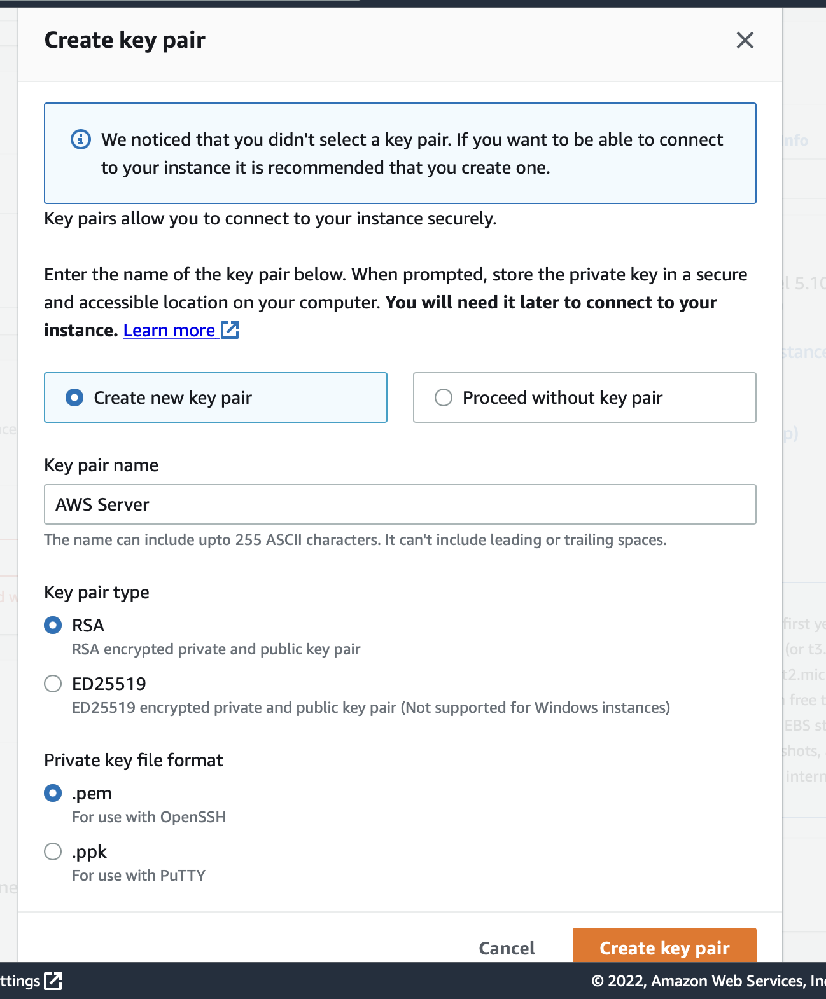 Create key pair
Info
We noticed that you didn't select a key pair. If you want to be able to connect
to your instance it is recommended that you create one.
Key pairs allow you to connect to your instance securely.
Enter the name of the key pair below. When prompted, store the private key in a secure
and accessible location on your computer. You will need it later to connect to your
instance. Learn more
Create new key pair
Proceed without key pair
Key pair name
AWS Server
The name can include upto 255 ASCII characters. It can't include leading or trailing spaces.
Key pair type
RSA
RSA encrypted private and public key pair
ED25519
ED25519 encrypted private and public key pair (Not supported for Windows instances)
Private key file format
.pem
For use with OpenSSH
.ppk
For use with PuTTY
Cancel
Create key pair
ttings
© 2022, Amazon Web Services, In